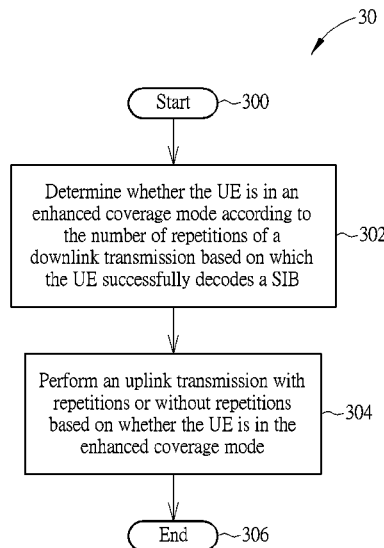 30
Start
300
Determine whether the UE is in an
enhanced coverage mode according to
the number of repetitions of a
downlink transmission based on which
the UE successfully decodes a SIB
302
Perform an uplink transmission with
repetitions or without repetitions
based on whether the UE is in the
enhanced coverage mode
304
End
306